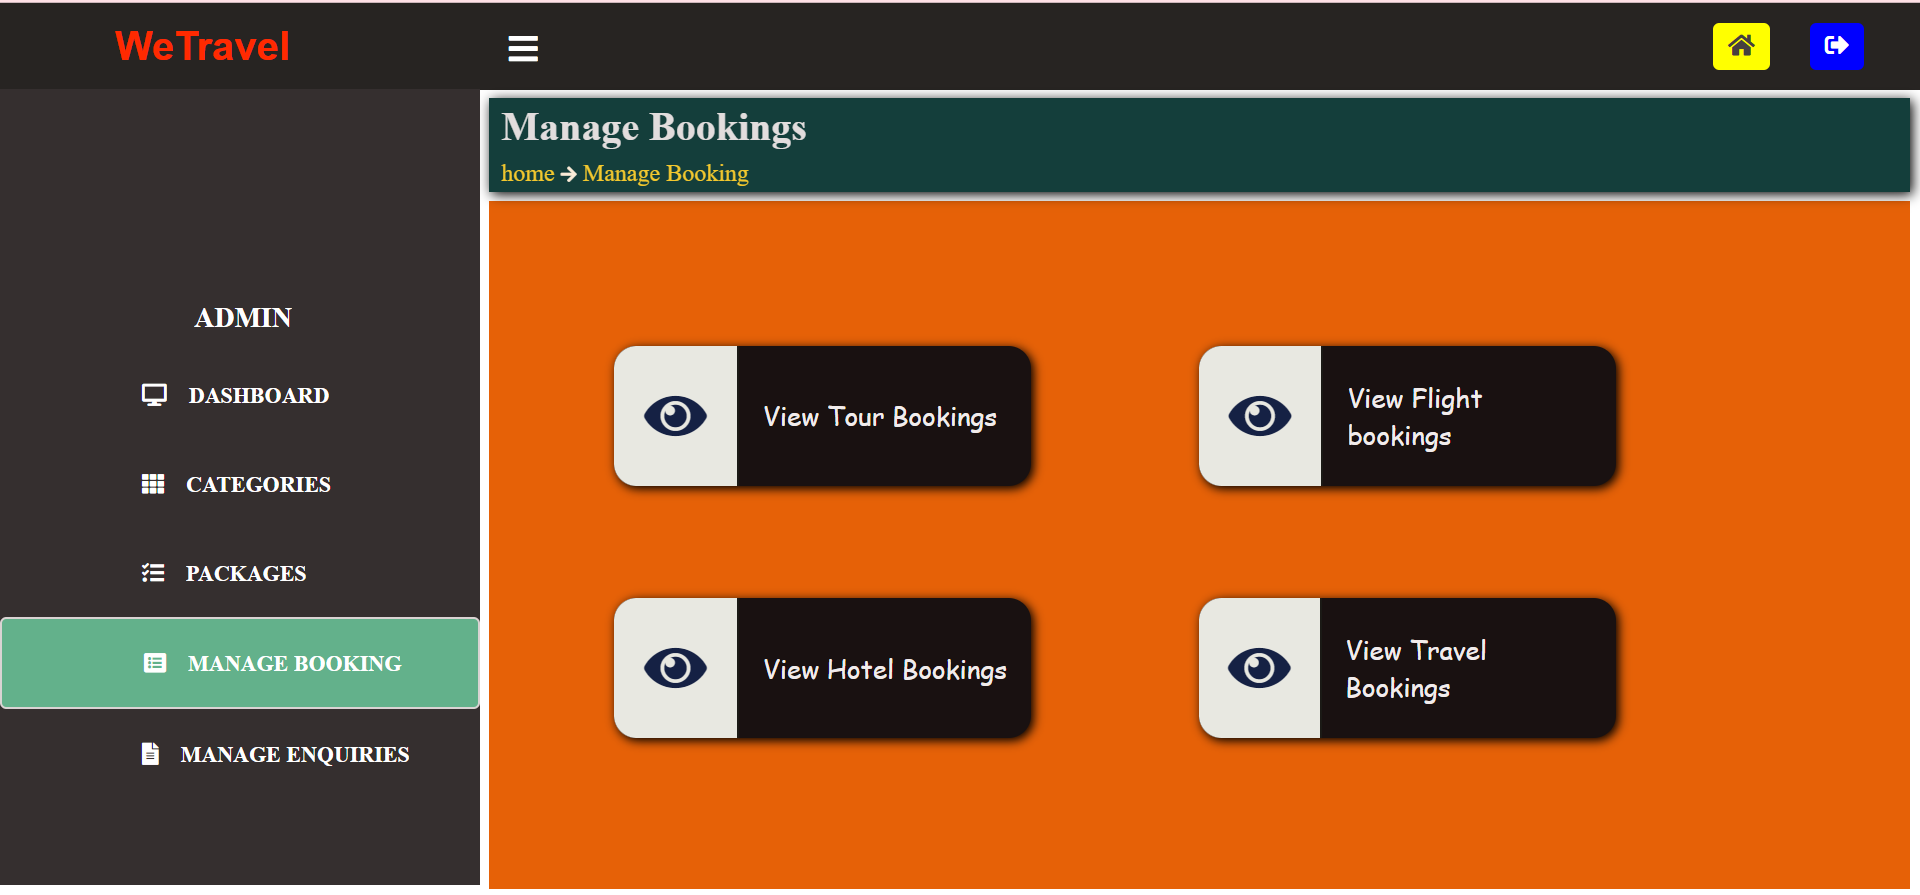 WeTravel
Manage Bookings
home → Manage Booking
ADMIN
DASHBOARD
CATEGORIES
PACKAGES
MANAGE BOOKING
MANAGE ENQUIRIES
View Tour Bookings
View Flight
bookings
View Hotel Bookings
View Travel
Bookings